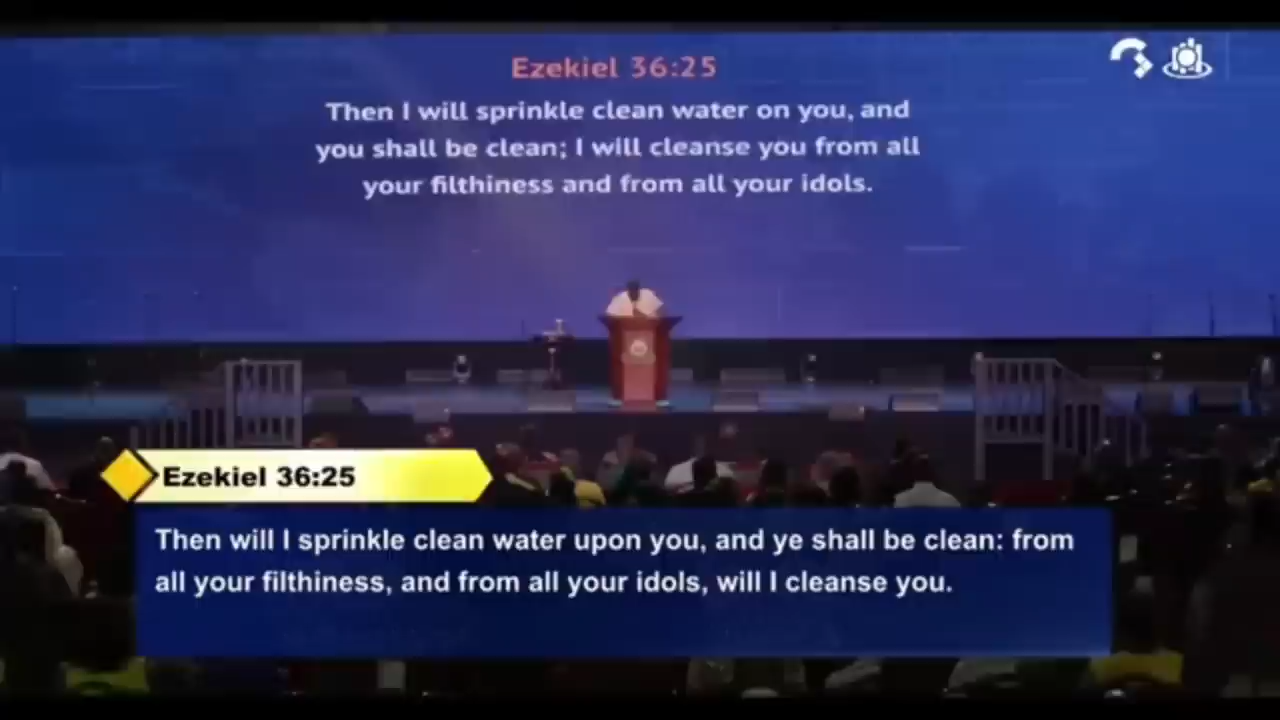 Ezekiel 36:25
Then I will sprinkle clean water on you, and
you shall be clean; I will cleanse you from all
your filthiness and from all your idols.
Ezekiel 36:25
Then will I sprinkle clean water upon you, and ye shall be clean: from
all your filthiness, and from all your idols, will I cleanse you.